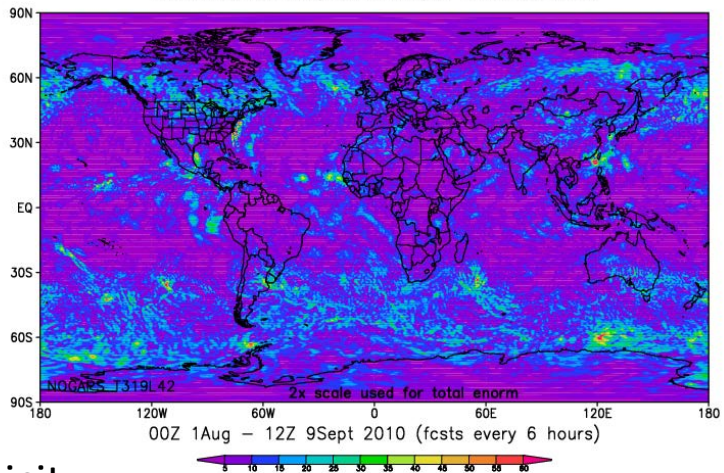 90N
60N
30N
EQ
30S
60S
90S
NOGAPS T319L42
2x scale used for total enorm
180 120W 60W 0 60E 120E 180
00Z 1Aug – 12Z 9Sept 2010 (fcsts every 6 hours)
5 10 15 20 25 30 35 40 45 50 55 60